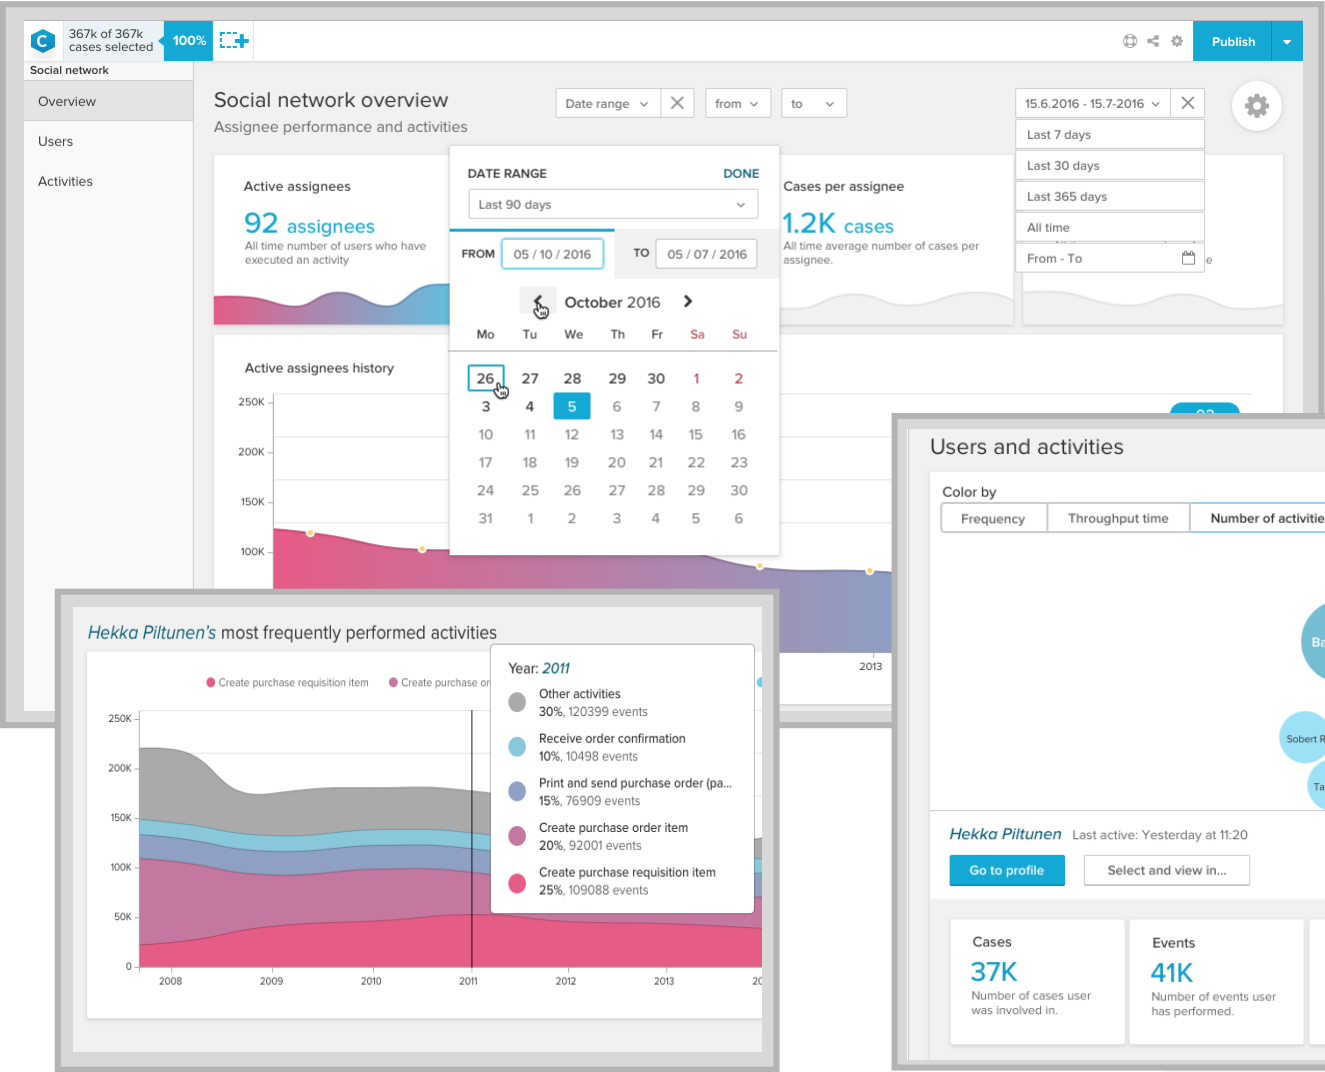 C
367k of 367k
cases selected
100%
Publish
Social network
Overview
Users
Activities
Social network overview
Assignee performance and activities
Date range
from
to
15.6.2016 - 15.7-2016
Last 7 days
Last 30 days
Last 365 days
All time
From - To
Active assignees
92 assignees
All time number of users who have
executed an activity
DATE RANGE
DONE
Last 90 days
FROM
05 / 10 / 2016
TO
05 / 07 / 2016
October 2016
Mo Tu We Th Fr Sa Su
26 27 28 29 30 1 2
3 4 5 6 7 8 9
10 11 12 13 14 15 16
17 18 19 20 21 22 23
24 25 26 27 28 29 30
31 1 2 3 4 5 6
Cases per assignee
1.2K cases
All time average number of cases per
assignee.
e
Active assignees history
250K
200K
150K
100K
2013
Hekka Piltunen's most frequently performed activities
Create purchase requisition item
Create purchase or
250K
200K
150K
100K
50K
0
2008 2009 2010 2011 2012 2013 20
Year: 2011
Other activities
30%, 120399 events
Receive order confirmation
10%, 10498 events
Print and send purchase order (pa...
15%, 76909 events
Create purchase order item
20%, 92001 events
Create purchase requisition item
25%, 109088 events
Users and activities
Color by
Frequency
Throughput time
Number of activitie
Ba
Sobert R
Ta
Hekka Piltunen Last active: Yesterday at 11:20
Go to profile
Select and view in...
Cases
37K
Number of cases user
was involved in.
Events
41K
Number of events user
has performed.